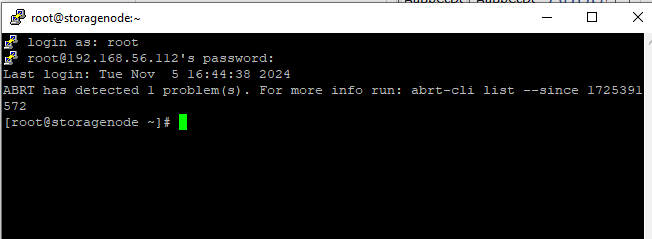 root@storagenode:~
login as: root
root@192.168.56.112's password:
Last login: Tue Nov  5 16:44:38 2024
ABRT has detected 1 problem(s). For more info run: abrt-cli list --since 1725391
572
[root@storagenode ~]#